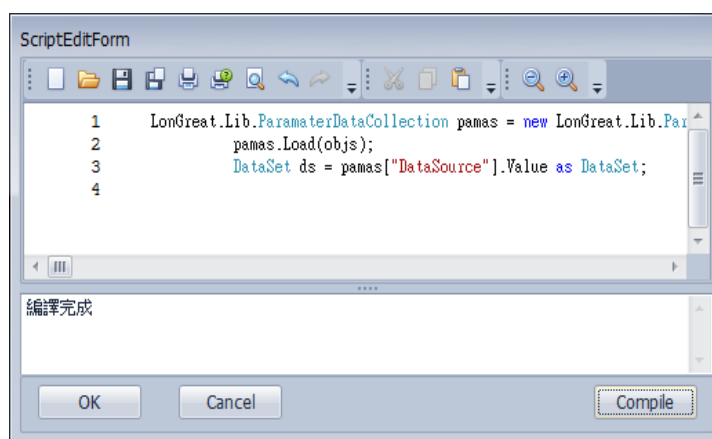 ScriptEditForm
1 LonGreat.Lib.ParamaterDataCollection pamas = new LonGreat.Lib.Par
2 pamas.Load(objs);
3 DataSet ds = pamas["DataSource"].Value as DataSet;
4
編譯完成
OK Cancel Compile